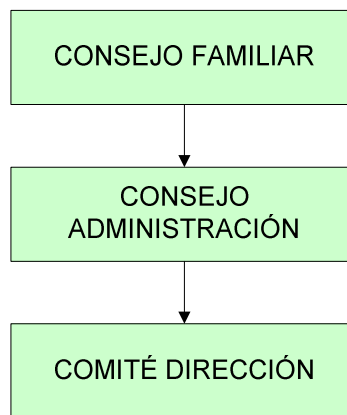 CONSEJO FAMILIAR
CONSEJO
ADMINISTRACIÓN
COMITÉ DIRECCIÓN